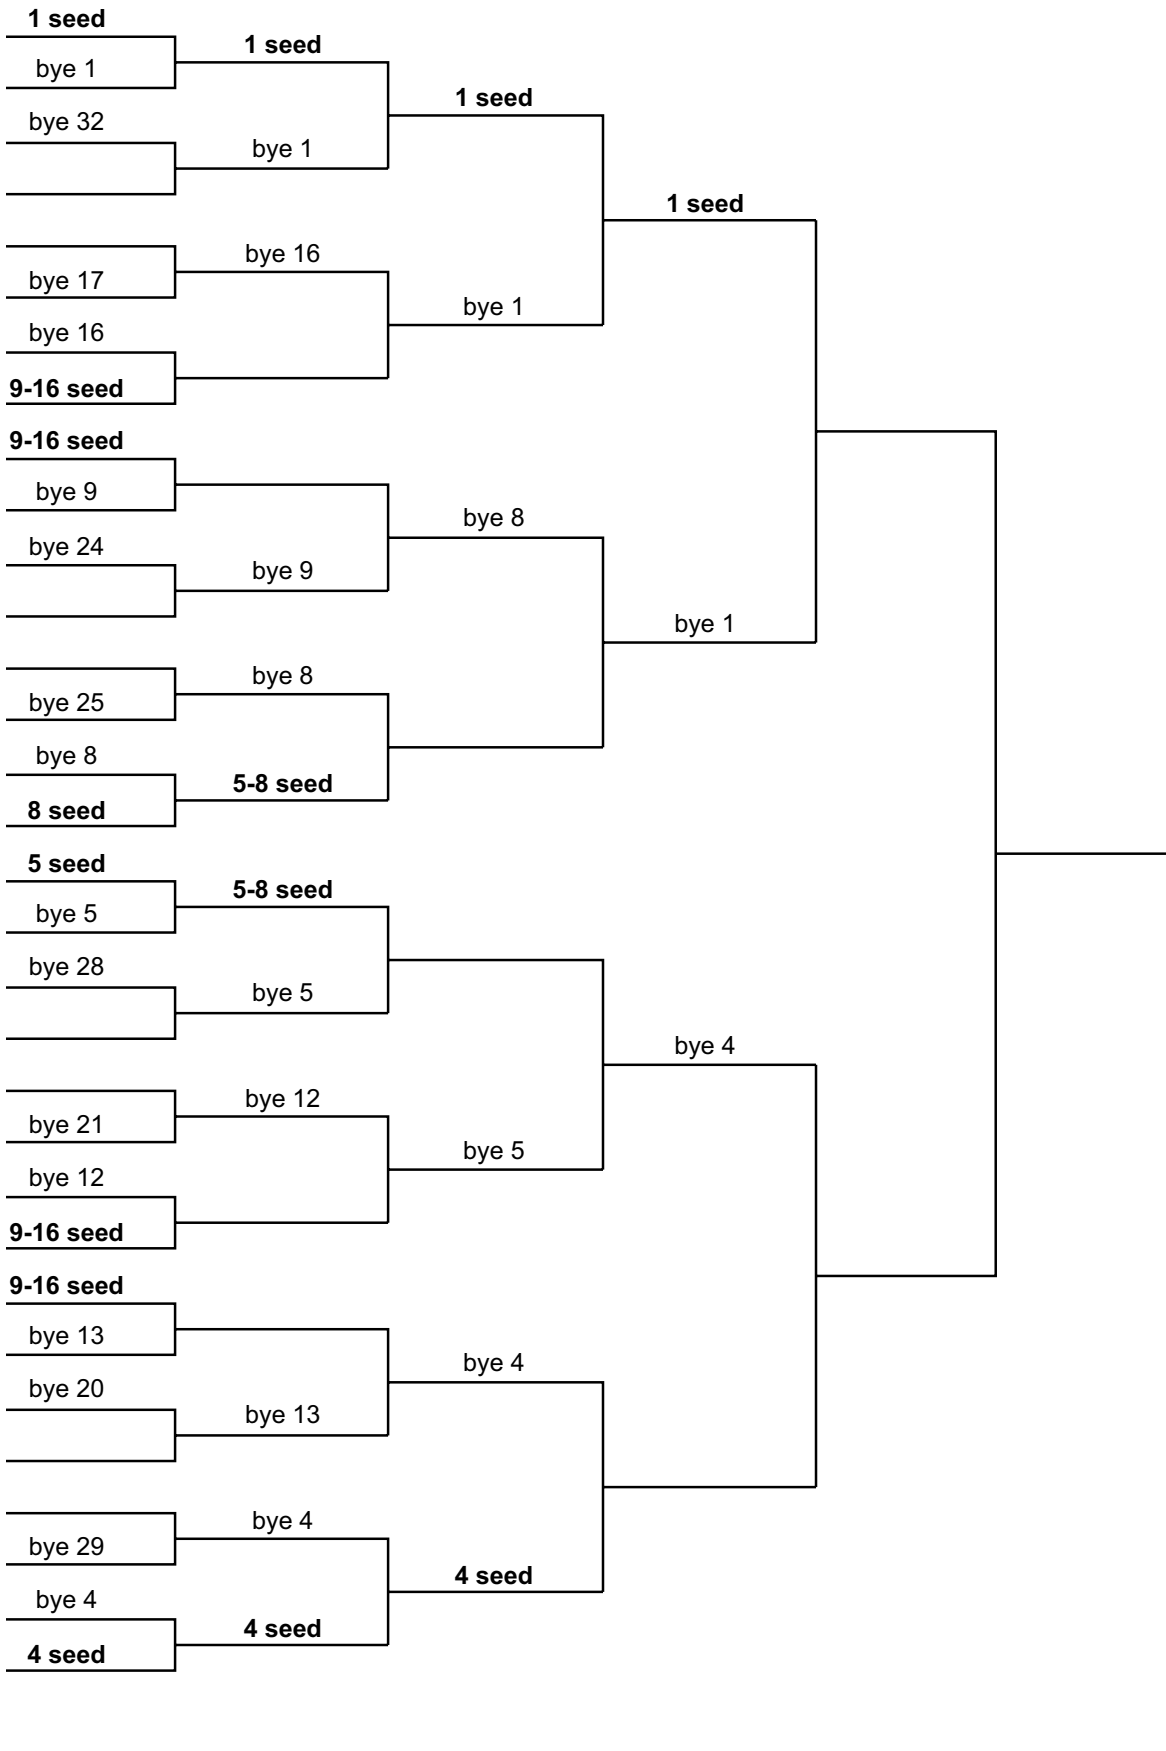 1 seed
bye 1
bye 32
bye 17
bye 16
9-16 seed
9-16 seed
bye 9
bye 24
bye 25
bye 8
8 seed
5 seed
bye 5
bye 28
bye 21
bye 12
9-16 seed
9-16 seed
bye 13
bye 20
bye 29
bye 4
4 seed
1 seed
bye 1
bye 16
bye 9
bye 8
5-8 seed
5-8 seed
bye 5
bye 12
bye 13
bye 4
4 seed
1 seed
bye 1
bye 8
bye 5
bye 4
4 seed
1 seed
bye 1
bye 4